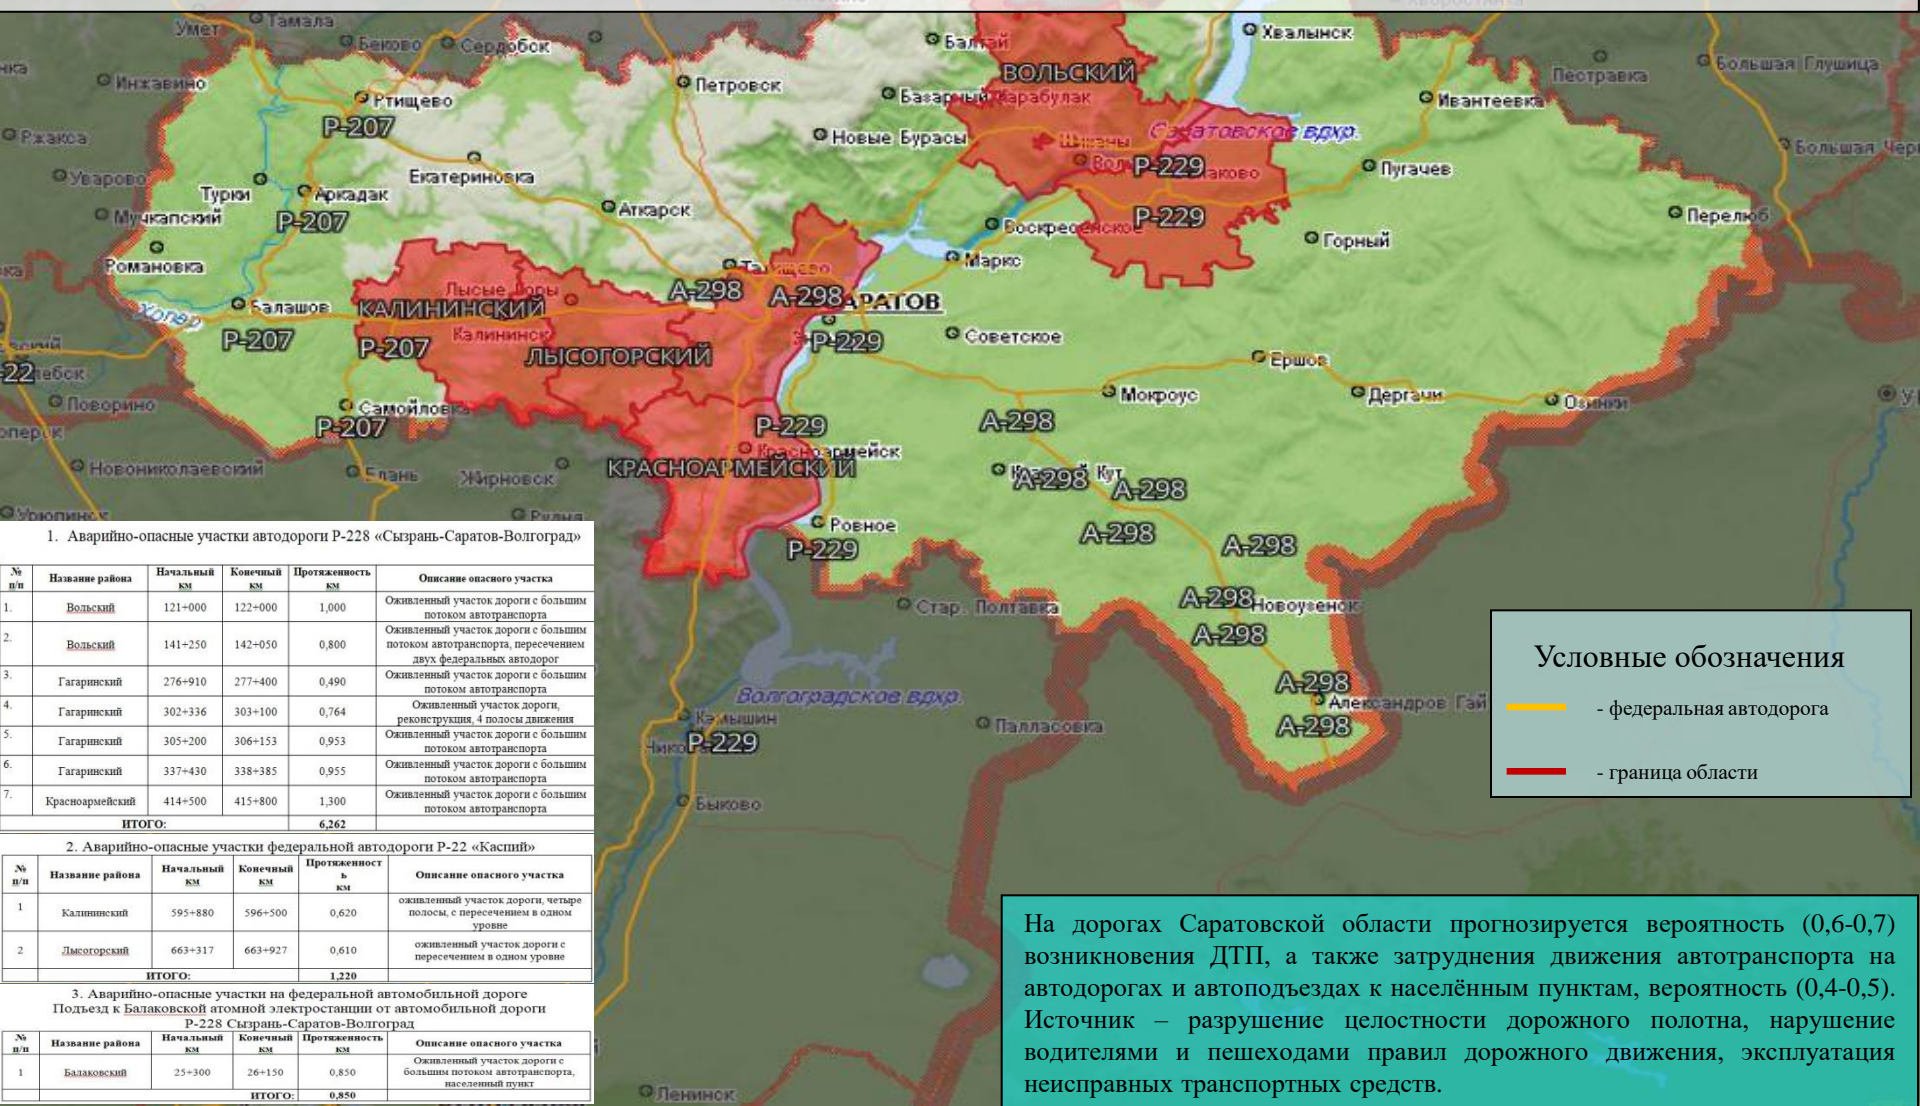 Умет
Тамала
Беково
Сердобск
Инжавино
Ртищево
Петровск
Балтай
ВОЛЬСКИЙ
Хвалынск
Пестравка
Большая Глушица
Базарный Карабулак
Ивантеевка
Р-207
Ржакса
Новые Бурасы
Шиханы
Саратовское вдхр.
Уварово
Екатериновка
Р-229
Пугачев
Турки
Аркадак
Мучкапский
Р-207
Аткарск
Воскресенское
Р-229
Перелюб
Горный
Романовка
Татищево
Маркс
Лысые Горы
А-298
А-298
АРАТОВ
Хопер
Балашов
КАЛИНИНСКИЙ
Р-207
Р-207
Калининск
ЛЫСОГОРСКИЙ
Р-229
Советское
Ершов
22
Поворино
Самойловка
Р-207
Мокроус
Дергачи
Озинки
Р-229
А-298
Красноармейск
КРАСНОАРМЕЙСКИЙ
Новониколаевский
Елань
Жирновск
А-298
Кут
А-298
Ровное
Р-229
А-298
А-298
Стар. Полтавка
А-298
Новоузенск
А-298
А-298
Александров Гай
А-298
Волгоградское вдхр.
Камышин
Р-229
Палласовка
Быково
Ленинск
1. Аварийно-опасные участки автодороги Р-228 «Сызрань-Саратов-Волгоград»
№ п/п Название района Начальный км Конечный км Протяженность км Описание опасного участка
1. Вольский 121+000 122+000 1,000 Оживленный участок дороги с большим
потоком автотранспорта
2. Вольский 141+250 142+050 0,800 Оживленный участок дороги с большим
потоком автотранспорта, пересечением
двух федеральных автодорог
3. Гагаринский 276+910 277+400 0,490 Оживленный участок дороги с большим
потоком автотранспорта
4. Гагаринский 302+336 303+100 0,764 Оживленный участок дороги,
реконструкция, 4 полосы движения
5. Гагаринский 305+200 306+153 0,953 Оживленный участок дороги с большим
потоком автотранспорта
6. Гагаринский 337+430 338+385 0,955 Оживленный участок дороги с большим
потоком автотранспорта
7. Красноармейский 414+500 415+800 1,300 Оживленный участок дороги с большим
потоком автотранспорта
ИТОГО: 6,262
2. Аварийно-опасные участки федеральной автодороги Р-22 «Каспий»
№ п/п Название района Начальный км Конечный км Протяженност ь км Описание опасного участка
1 Калининский 595+880 596+500 0,620 оживленный участок дороги, четыре
полосы, с пересечением в одном
уровне
2 Лысогорский 663+317 663+927 0,610 оживленный участок дороги с
пересечением в одном уровне
ИТОГО: 1,220
3. Аварийно-опасные участки на федеральной автомобильной дороге
Подъезд к Балаковской атомной электростанции от автомобильной дороги
Р-228 Сызрань-Саратов-Волгоград
№ п/п Название района Начальный км Конечный км Протяженность км Описание опасного участка
1 Балаковский 25+300 26+150 0,850 Оживленный участок дороги с
большим потоком автотранспорта,
населенный пункт
ИТОГО: 0,850
Условные обозначения
- федеральная автодорога
- граница области
На дорогах Саратовской области прогнозируется вероятность (0,6-0,7)
возникновения ДТП, а также затруднения движения автотранспорта на
автодорогах и автоподъездах к населённым пунктам, вероятность (0,4-0,5).
Источник – разрушение целостности дорожного полотна, нарушение
водителями и пешеходами правил дорожного движения, эксплуатация
неисправных транспортных средств.